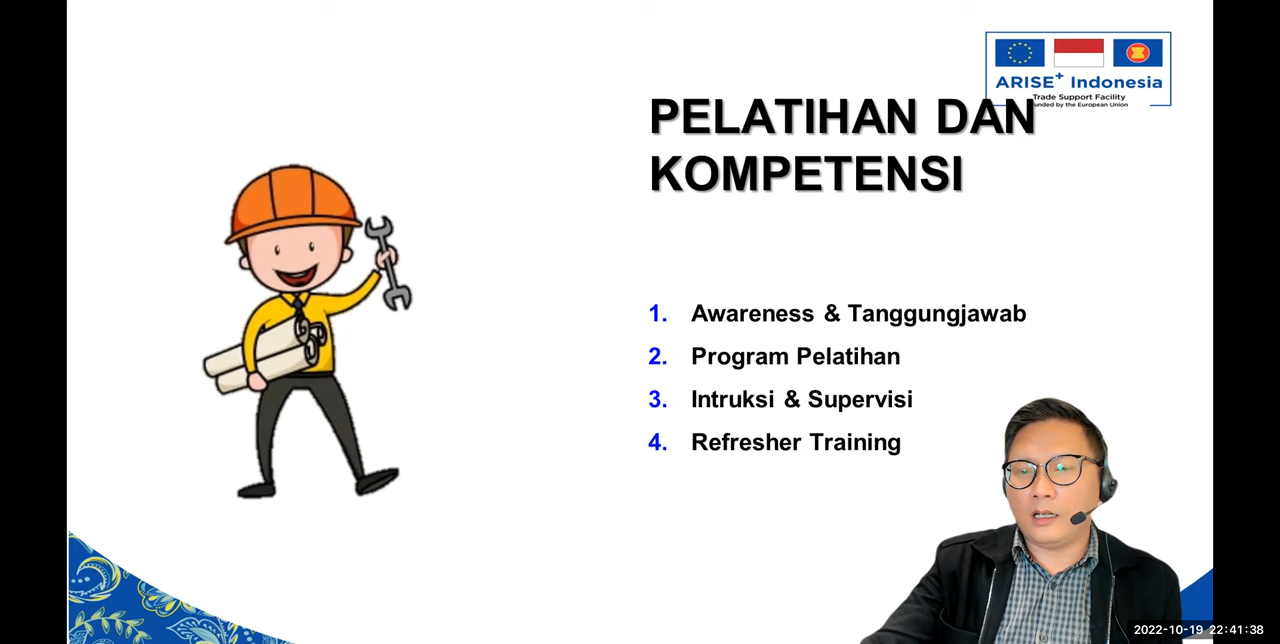 ARISE+ Indonesia
Trade Support Facility
unded by the European Union
PELATIHAN DAN
KOMPETENSI
1. Awareness & Tanggungjawab
2. Program Pelatihan
3. Intruksi & Supervisi
4. Refresher Training
2022-10-19 22:41:38